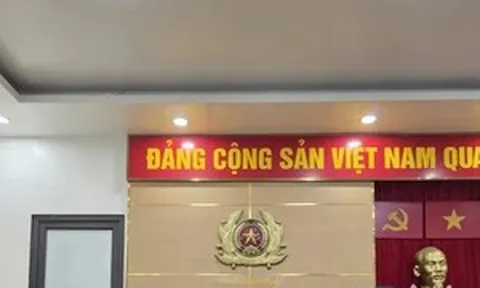 ĐẢNG CỘNG SẢN VIỆT NAM QUA